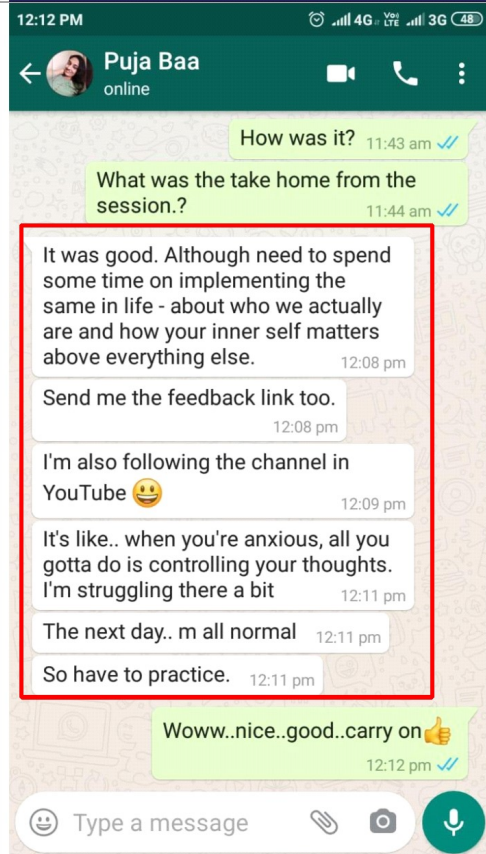 12:12 PM 4G Vo) LTE 3G 48
Puja Baa
online
How was it? 11:43 am
What was the take home from the
session.? 11:44 am
It was good. Although need to spend
some time on implementing the
same in life - about who we actually
are and how your inner self matters
above everything else. 12:08 pm
Send me the feedback link too.
12:08 pm
I'm also following the channel in
YouTube 😃 12:09 pm
It's like.. when you're anxious, all you
gotta do is controlling your thoughts.
I'm struggling there a bit 12:11 pm
The next day.. m all normal 12:11 pm
So have to practice. 12:11 pm
Woww..nice..good..carry on👍
12:12 pm
Type a message